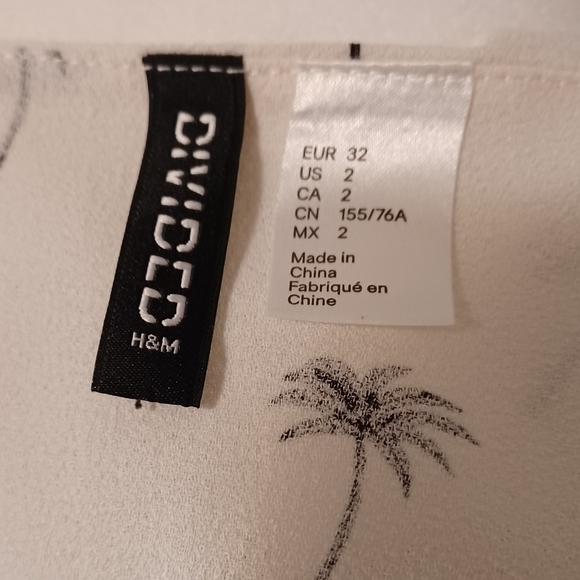 DIVIDED
H&M
EUR 32
US 2
CA 2
CN 155/76A
MX 2
Made in
China
Fabriqué en
Chine